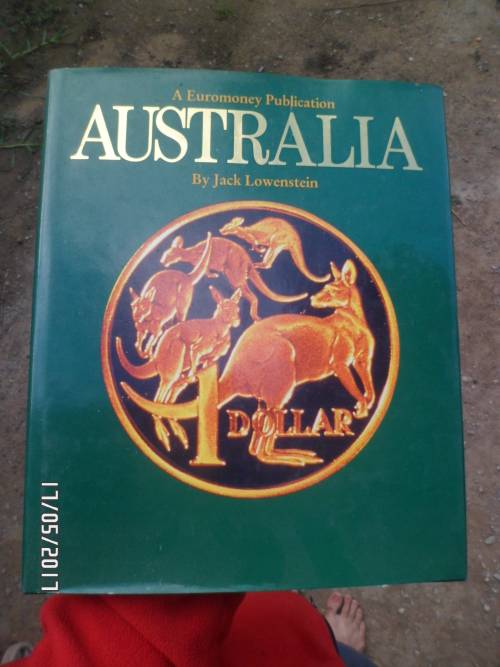 A Euromoney Publication
AUSTRALIA
By Jack Lowenstein
1
DOLLAR
17/05/2017